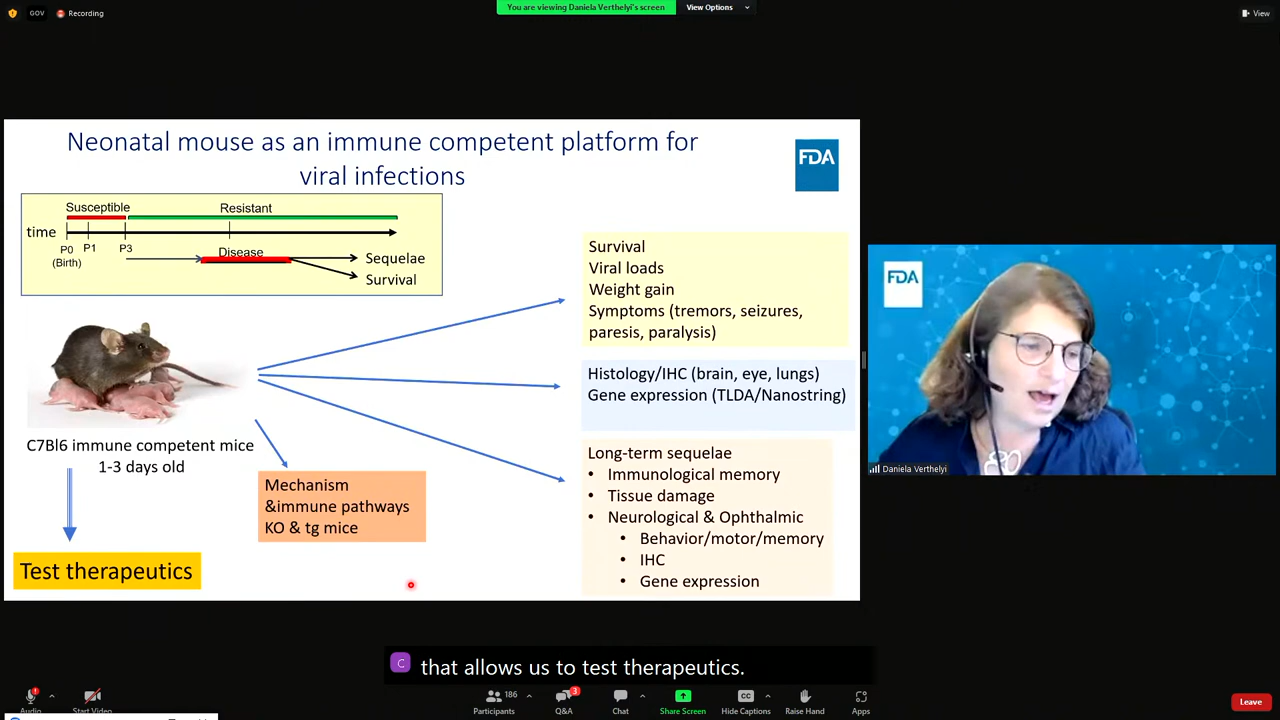 GOV
Recording
You are viewing Daniela Verthelyi's screen
View Options
View
Neonatal mouse as an immune competent platform for
viral infections
FDA
Susceptible
Resistant
time
P0
P1
P3
(Birth)
Disease
Sequelae
Survival
C7Bl6 immune competent mice
1-3 days old
Test therapeutics
Mechanism
&immune pathways
KO & tg mice
Survival
Viral loads
Weight gain
Symptoms (tremors, seizures,
paresis, paralysis)
Histology/IHC (brain, eye, lungs)
Gene expression (TLDA/Nanostring)
Long-term sequelae
• Immunological memory
• Tissue damage
• Neurological & Ophthalmic
• Behavior/motor/memory
• IHC
• Gene expression
FDA
Daniela Verthelyi
C
that allows us to test therapeutics.
Audio
Start Video
186
Participants
3
Q&A
Chat
Share Screen
CC
Hide Captions
Raise Hand
Apps
Leave